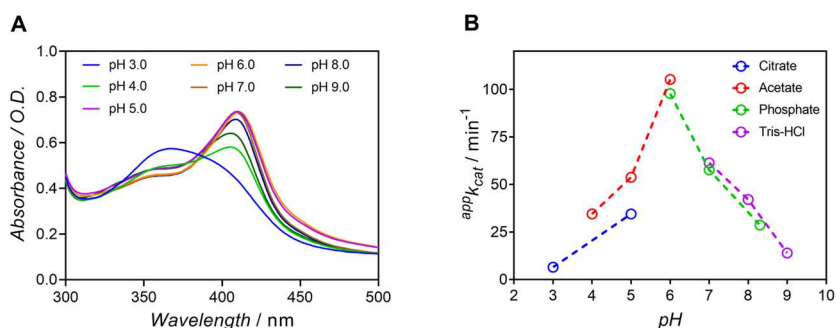 A
Absorbance / O.D.
1.0
0.8
0.6
0.4
0.2
0.0
pH 3.0
pH 4.0
pH 5.0
pH 6.0
pH 7.0
pH 8.0
pH 9.0
300
350
400
450
500
Wavelength / nm
B
appkcat / min-1
100
75
50
25
0
Citrate
Acetate
Phosphate
Tris-HCl
2
3
4
5
6
7
8
9
10
pH